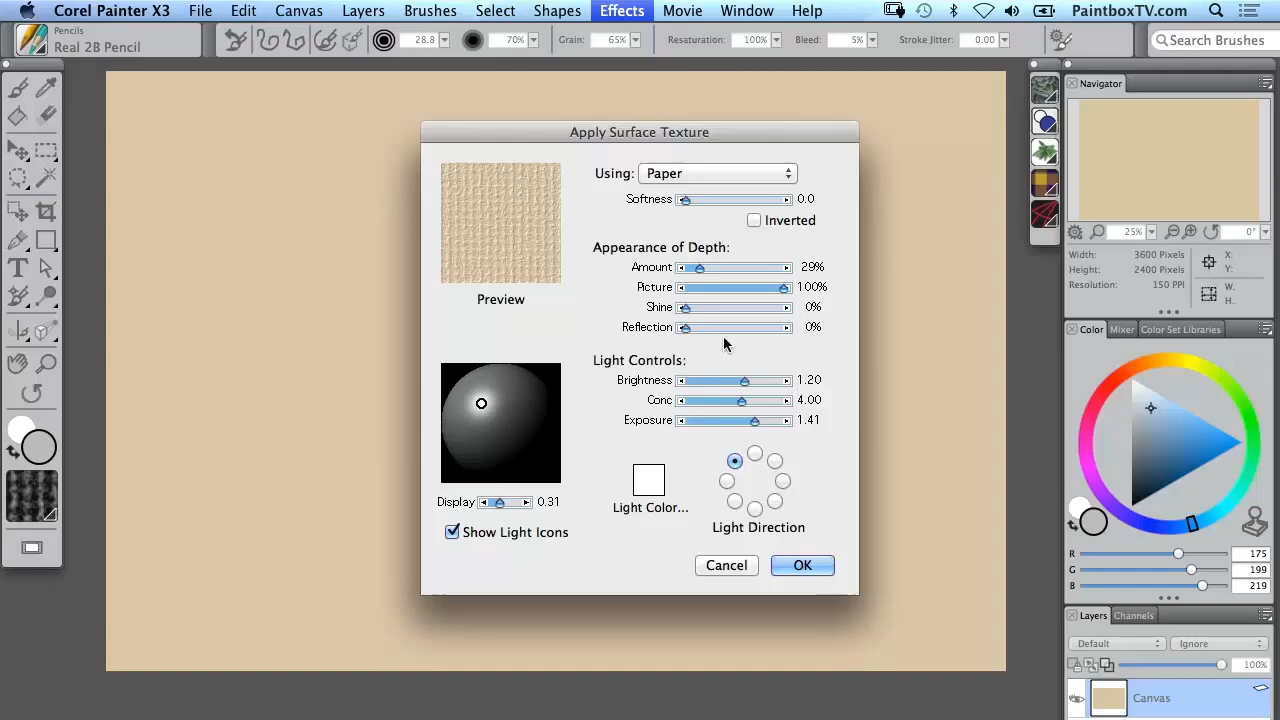 Corel Painter X3 File Edit Canvas Layers Brushes Select Shapes Effects Movie Window Help PaintboxTV.com
Pencils
Real 2B Pencil
28.8 70% Grain: 65% Resaturation: 100% Bleed: 5% Stroke Jitter: 0.00 Search Brushes
Apply Surface Texture
Preview
Using: Paper
Softness 0.0
Inverted
Appearance of Depth:
Amount 29%
Picture 100%
Shine 0%
Reflection 0%
Light Controls:
Brightness 1.20
Conc 4.00
Exposure 1.41
Display 0.31
Show Light Icons
Light Color...
Light Direction
Cancel OK
Navigator
25% 0°
Width: 3600 Pixels X:
Height: 2400 Pixels Y:
Resolution: 150 PPI W.
H..
Color Mixer Color Set Libraries
R 175
G 199
B 219
Layers Channels
Default Ignore
100%
Canvas
T